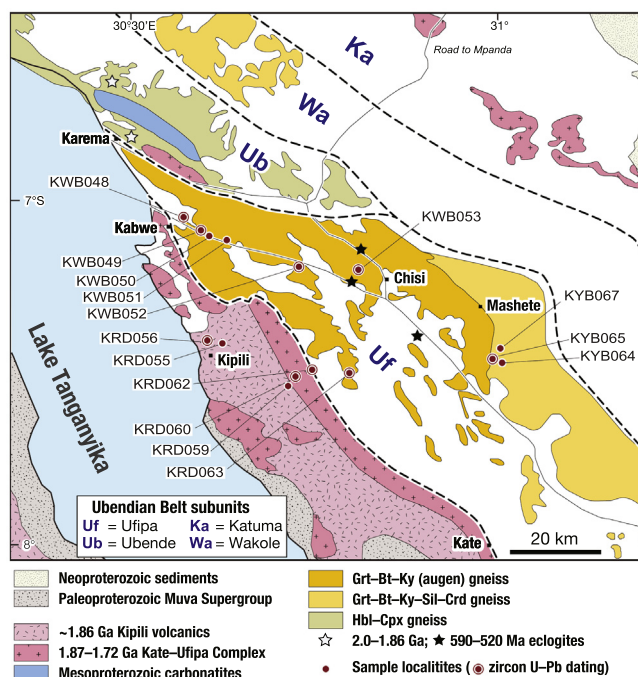 30°30'E
31°
Ka
Road to Mpanda
Wa
Karema
Ub
KWB048
7°S
KWB053
Kabwe
KWB049
Chisi
KWB050
KWB051
Mashete
KYB067
KWB052
KYB065
KRD056
Uf
KYB064
KRD055
Kipili
KRD062
Lake Tanganyika
KRD060
KRD059
KRD063
Ubendian Belt subunits
Uf = Ufipa Ka = Katuma
Ub = Ubende Wa = Wakole
Kate
8°
20 km
Neoproterozoic sediments
Paleoproterozoic Muva Supergroup
~1.86 Ga Kipili volcanics
1.87–1.72 Ga Kate–Ufipa Complex
Mesoproterozoic carbonatites
Grt–Bt–Ky (augen) gneiss
Grt–Bt–Ky–Sil–Crd gneiss
Hbl–Cpx gneiss
☆ 2.0–1.86 Ga; ★ 590–520 Ma eclogites
Sample localitites ( zircon U–Pb dating)